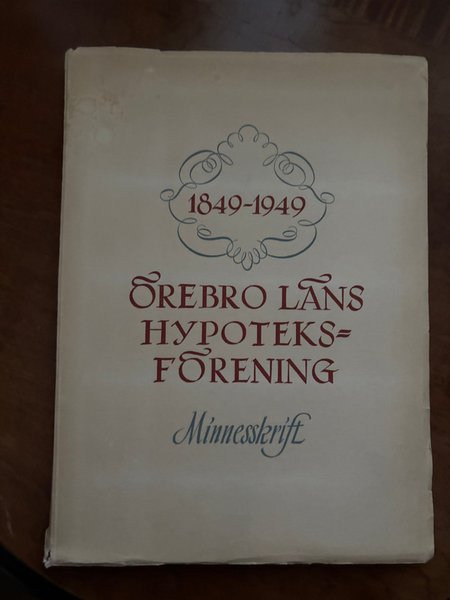 1849-1949
ÖREBRO LÄNS
HYPOTEKS=
FÖRENING
Minnesskrift